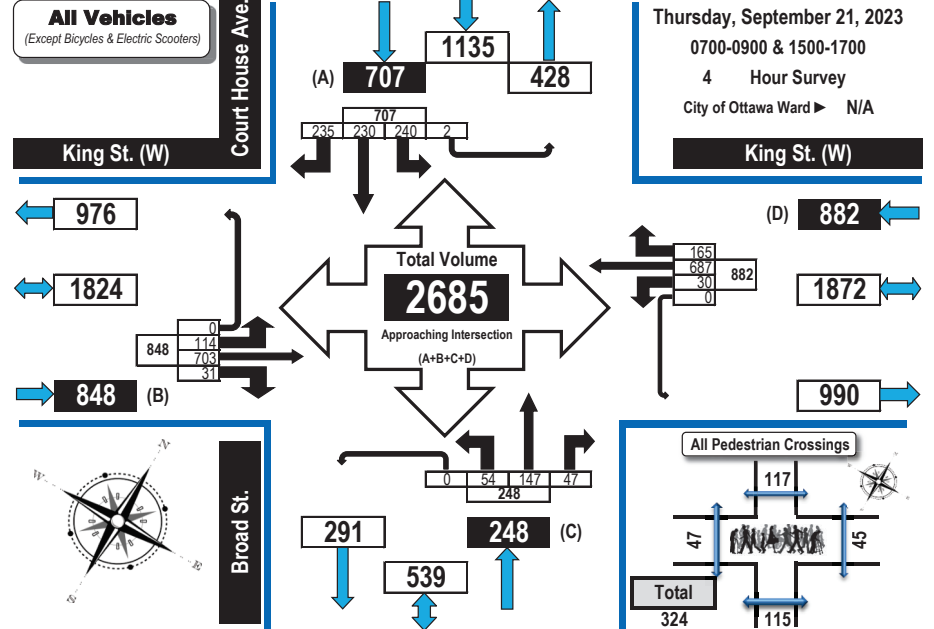 All Vehicles
(Except Bicycles & Electric Scooters)
Court House Ave.
King St. (W)
1135
(A) 707
428
707
235 230 240 2
Thursday, September 21, 2023
0700-0900 & 1500-1700
4 Hour Survey
City of Ottawa Ward ► N/A
King St. (W)
976
1824
848 (B)
0
114
848
703
31
Total Volume
2685
Approaching Intersection
(A+B+C+D)
(D) 882
165
687
882
30
0
1872
990
N
W
E
S
Broad St.
0 54 147 47
248
291
248 (C)
539
All Pedestrian Crossings
117
47
45
Total
324
115